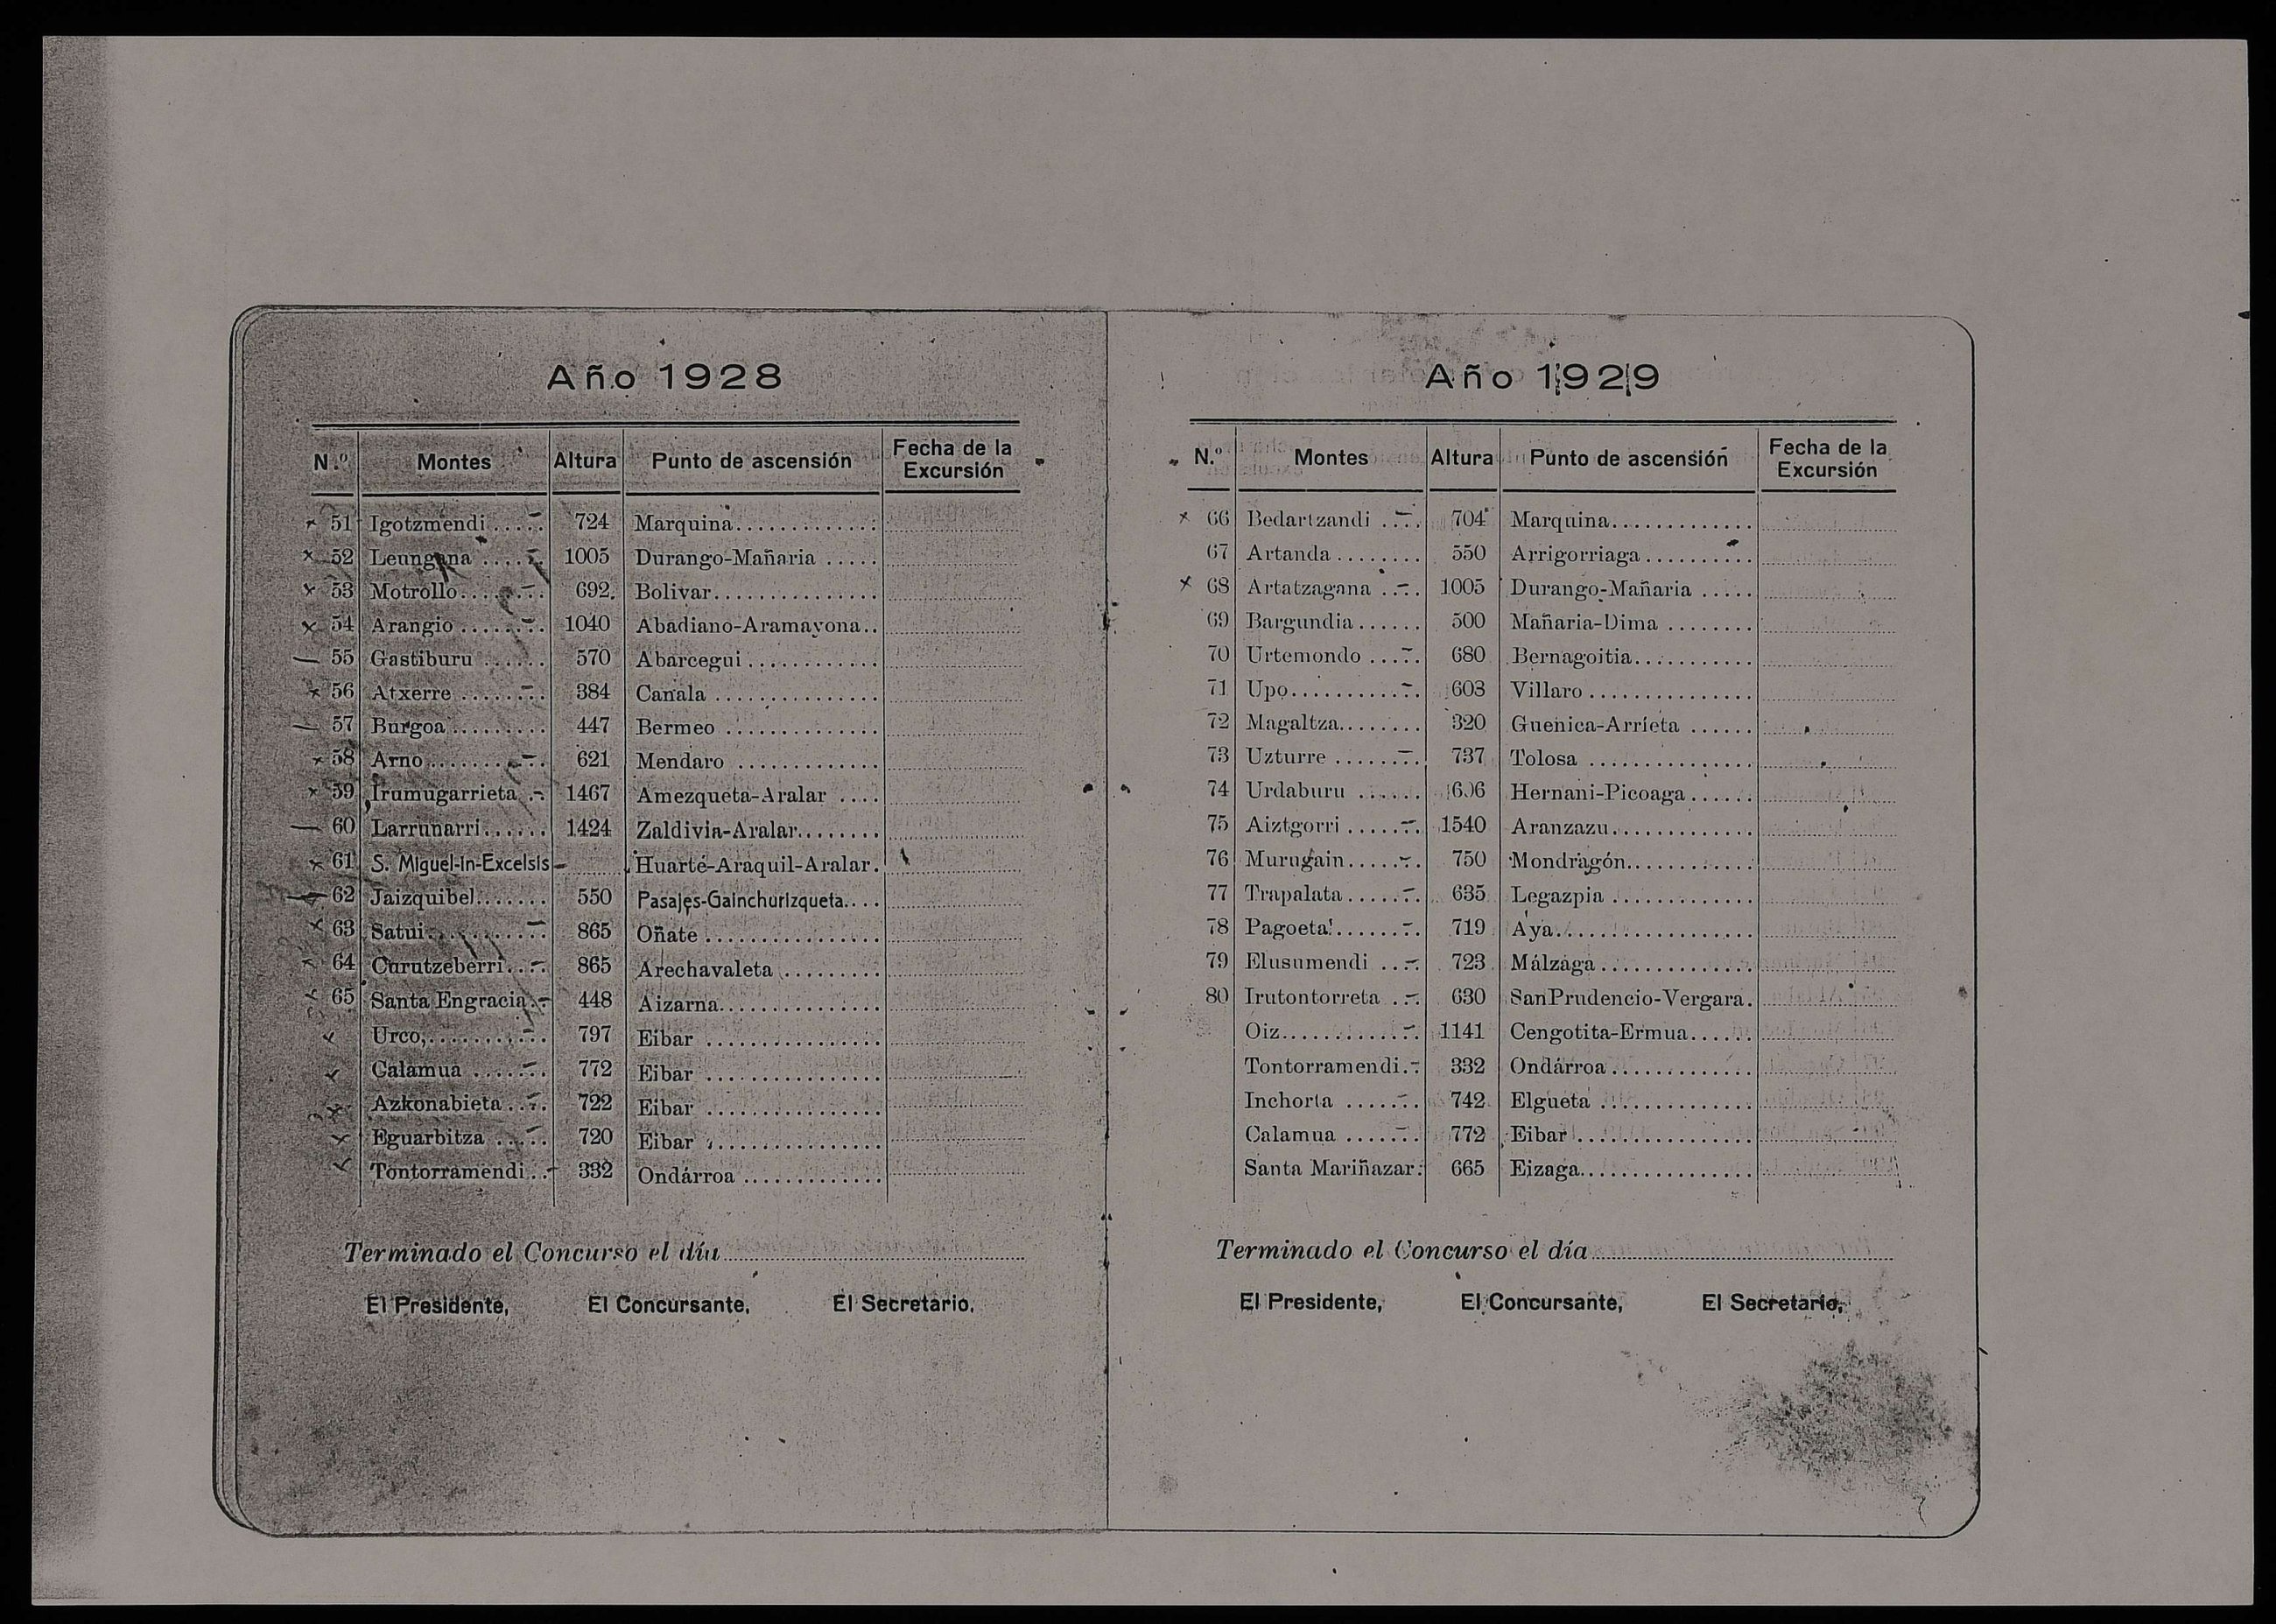 Año 1928
N.º Montes Altura Punto de ascensión Fecha de la Excursión
× 51 Igotzmendi 724 Marquina
× 52 Leungana 1005 Durango-Mañaria
× 53 Motrollo 692 Bolivar
× 54 Arangio 1040 Abadiano-Aramayona
— 55 Gastiburu 570 Abarcegui
× 56 Atxerre 384 Canala
— 57 Burgoa 447 Bermeo
× 58 Arno 621 Mendaro
× 59 Irumugarrieta 1467 Amezqueta-Aralar
— 60 Larrunarri 1424 Zaldivia-Aralar
× 61 S. Miguel-in-Excelsis Huarte-Araquil-Aralar
— 62 Jaizquibel 550 Pasajes-Gainchurizqueta
× 63 Satui 865 Oñate
× 64 Curutzeberri 865 Arechavaleta
× 65 Santa Engracia 448 Aizarna
× Urco 797 Eibar
× Calamua 772 Eibar
× Azkonabieta 722 Eibar
× Eguarbitza 720 Eibar
× Tontorramendi 332 Ondárroa
Terminado el Concurso el día
El Presidente, El Concursante, El Secretario,
Año 1929
N.º Montes Altura Punto de ascensión Fecha de la Excursión
× 66 Bedartzandi 704 Marquina
67 Artanda 550 Arrigorriaga
× 68 Artatzagana 1005 Durango-Mañaria
69 Bargundia 500 Mañaria-Dima
70 Urtemondo 680 Bernagoitia
71 Upo 603 Villaro
72 Magaltza 320 Guenica-Arrieta
73 Uzturre 737 Tolosa
74 Urdaburu 606 Hernani-Picoaga
75 Aiztgorri 1540 Aranzazu
76 Murugain 750 Mondragón
77 Trapalata 635 Legazpia
78 Pagoeta 719 Aya
79 Elusumendi 723 Málzaga
80 Irutontorreta 630 San Prudencio-Vergara
Oiz 1141 Cengotita-Ermua
Tontorramendi 332 Ondárroa
Inchorta 742 Elgueta
Calamua 772 Eibar
Santa Mariñazar 665 Eizaga
Terminado el Concurso el día
El Presidente, El Concursante, El Secretario,